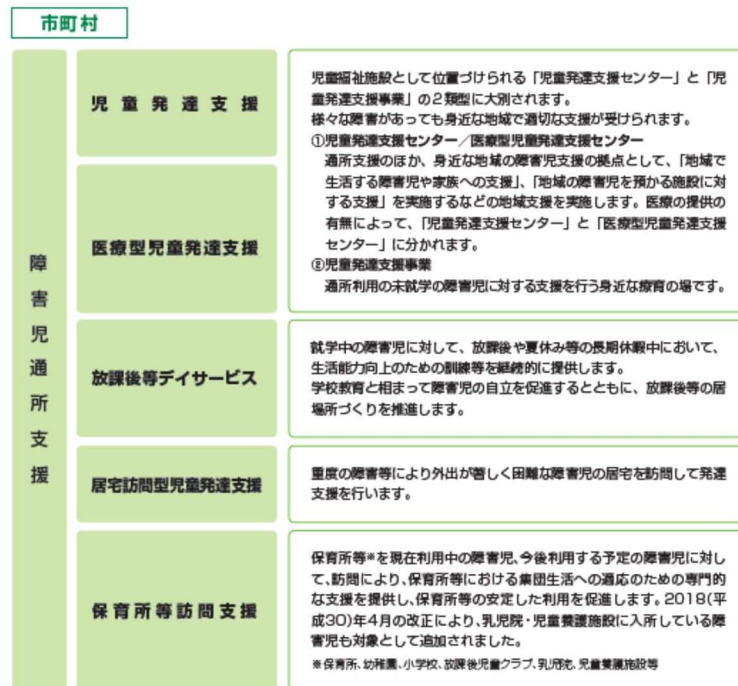 市町村
障害児通所支援
児童発達支援
医療型児童発達支援
児童福祉施設として位置づけられる「児童発達支援センター」と「児
童発達支援事業」の2類型に大別されます。
様々な障害があっても身近な地域で適切な支援が受けられます。
①児童発達支援センター／医療型児童発達支援センター
通所支援のほか、身近な地域の障害児支援の拠点として、「地域で
生活する障害児や家族への支援」、「地域の障害児を預かる施設に対
する支援」を実施するなどの地域支援を実施します。医療の提供の
有無によって、「児童発達支援センター」と「医療型児童発達支援
センター」に分かれます。
②児童発達支援事業
通所利用の未就学の障害児に対する支援を行う身近な療育の場です。
放課後等デイサービス
就学中の障害児に対して、放課後や夏休み等の長期休暇中において、
生活能力向上のための訓練等を継続的に提供します。
学校教育と相まって障害児の自立を促進するとともに、放課後等の居
場所づくりを推進します。
居宅訪問型児童発達支援
重度の障害等により外出が著しく困難な障害児の居宅を訪問して発達
支援を行います。
保育所等訪問支援
保育所等※を現在利用中の障害児、今後利用する予定の障害児に対し
て、訪問により、保育所等における集団生活への適応のための専門的
な支援を提供し、保育所等の安定した利用を促進します。2018(平
成30)年4月の改正により、乳児院・児童養護施設に入所している障
害児も対象として追加されました。
※保育所、幼稚園、小学校、放課後児童クラブ、乳児院、児童養護施設等